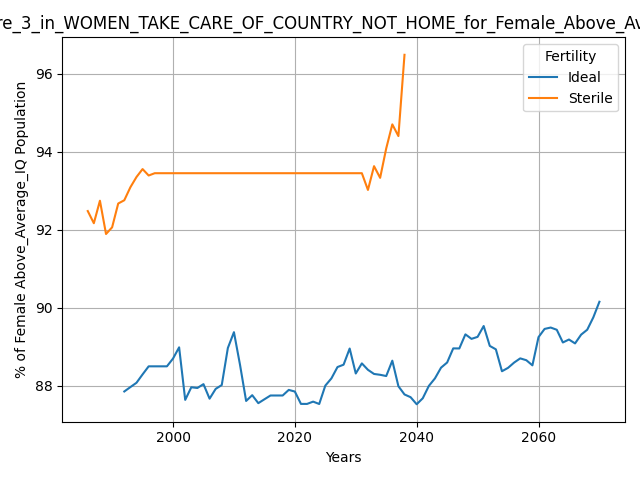 re_3_in_WOMEN_TAKE_CARE_OF_COUNTRY_NOT_HOME_for_Female_Above_Av
% of Female Above_Average_IQ Population
96
94
92
90
88
Fertility
Ideal
Sterile
2000
2020
2040
2060
Years